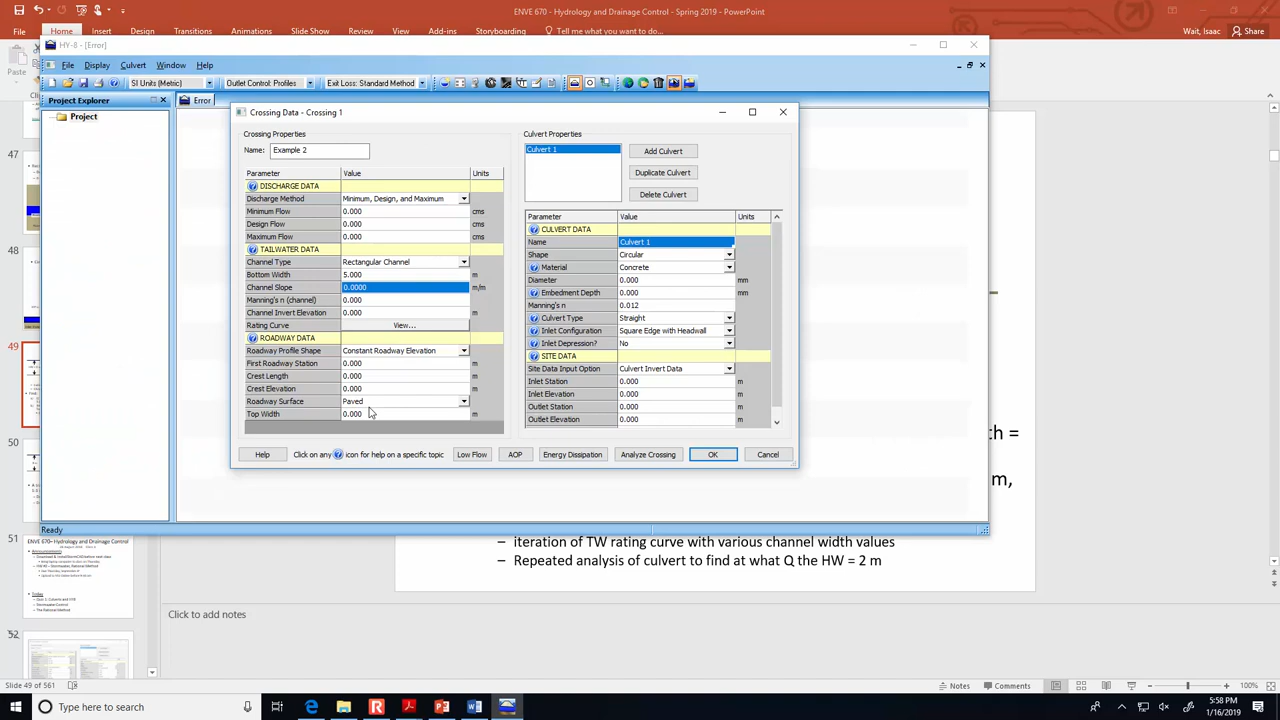 ENVE 670 - Hydrology and Drainage Control - Spring 2019 - PowerPoint
Wait, Isaac
File Home Insert Design Transitions Animations Slide Show Review View Add-ins Storyboarding Tell me what you want to do... Share
Paste
HY-8 - [Error]
File Display Culvert Window Help
SI Units (Metric) Outlet Control: Profiles Exit Loss: Standard Method
Project Explorer
Project
Error
Crossing Data - Crossing 1
Crossing Properties
Name: Example 2
Parameter Value Units
DISCHARGE DATA
Discharge Method Minimum, Design, and Maximum
Minimum Flow 0.000 cms
Design Flow 0.000 cms
Maximum Flow 0.000 cms
TAILWATER DATA
Channel Type Rectangular Channel
Bottom Width 5.000 m
Channel Slope 0.0000 m/m
Manning's n (channel) 0.000
Channel Invert Elevation 0.000 m
Rating Curve View...
ROADWAY DATA
Roadway Profile Shape Constant Roadway Elevation
First Roadway Station 0.000 m
Crest Length 0.000 m
Crest Elevation 0.000 m
Roadway Surface Paved
Top Width 0.000 m
Culvert Properties
Culvert 1
Add Culvert
Duplicate Culvert
Delete Culvert
Parameter Value Units
CULVERT DATA
Name Culvert 1
Shape Circular
Material Concrete
Diameter 0.000 mm
Embedment Depth 0.000 mm
Manning's n 0.012
Culvert Type Straight
Inlet Configuration Square Edge with Headwall
Inlet Depression? No
SITE DATA
Site Data Input Option Culvert Invert Data
Inlet Station 0.000 m
Inlet Elevation 0.000 m
Outlet Station 0.000 m
Outlet Elevation 0.000 m
Help Click on any icon for help on a specific topic Low Flow AOP Energy Dissipation Analyze Crossing OK Cancel
Ready
47
48
49
50
51
52
ENVE 670– Hydrology and Drainage Control
Today
th =
m,
– iteration of TW rating curve with various channel width values
– Repeated analysis of culvert to find at what Q the HW = 2 m
Click to add notes
Slide 49 of 561 Notes Comments 100%
Type here to search
5:58 PM
1/16/2019